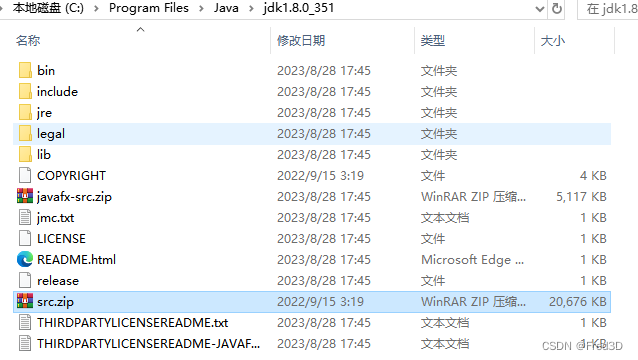 本地磁盘 (C:) > Program Files > Java > jdk1.8.0_351 在 jdk1.8
名称 修改日期 类型 大小
bin 2023/8/28 17:45 文件夹
include 2023/8/28 17:45 文件夹
jre 2023/8/28 17:45 文件夹
legal 2023/8/28 17:45 文件夹
lib 2023/8/28 17:45 文件夹
COPYRIGHT 2022/9/15 3:19 文件 4 KB
javafx-src.zip 2023/8/28 17:45 WinRAR ZIP 压缩... 5,117 KB
jmc.txt 2023/8/28 17:45 文本文档 1 KB
LICENSE 2023/8/28 17:45 文件 1 KB
README.html 2023/8/28 17:45 Microsoft Edge ... 1 KB
release 2023/8/28 17:45 文件 1 KB
src.zip 2022/9/15 3:19 WinRAR ZIP 压缩... 20,676 KB
THIRDPARTYLICENSEREADME.txt 2023/8/28 17:45 文本文档 1 KB
THIRDPARTYLICENSEREADME-JAVAF... 2023/8/28 17:45 文本文档 1 KB